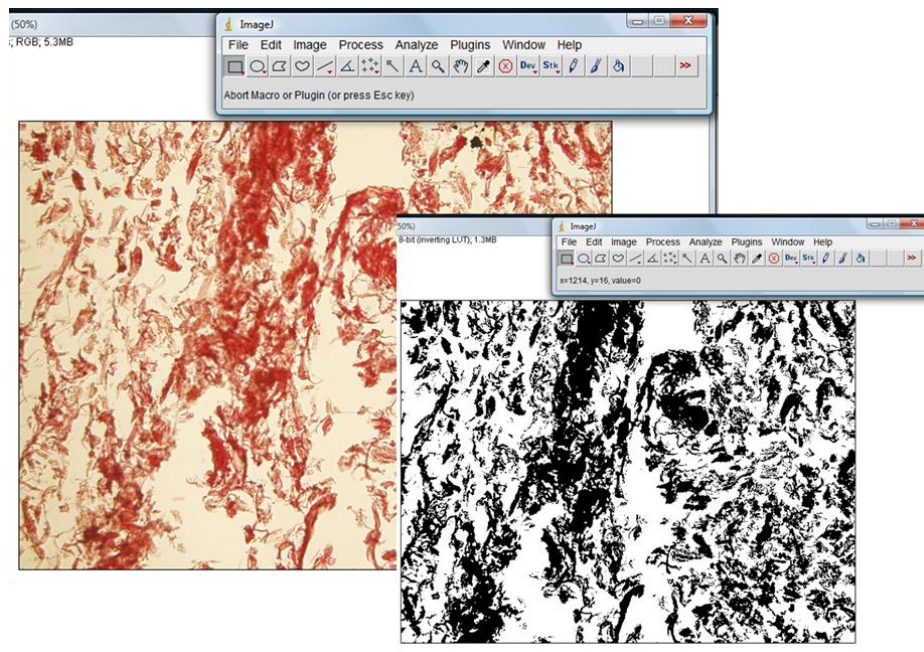 (50%)
; RGB; 5.3MB
ImageJ
File Edit Image Process Analyze Plugins Window Help
A Dev Stk >>
Abort Macro or Plugin (or press Esc key)
50%)
8-bit (inverting LUT); 1.3MB
ImageJ
File Edit Image Process Analyze Plugins Window Help
A Dev Stk >>
x=1214, y=16, value=0